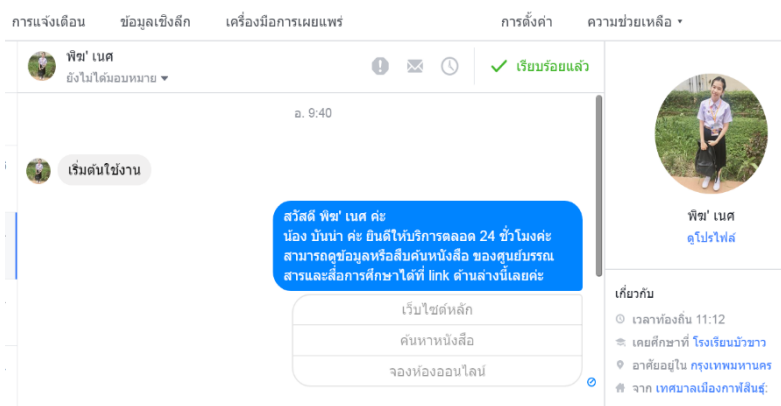 การแจ้งเตือน ข้อมูลเชิงลึก เครื่องมือการเผยแพร่ การตั้งค่า ความช่วยเหลือ
พิฆ' เนศ
ยังไม่ได้มอบหมาย
เรียบร้อยแล้ว
อ. 9:40
เริ่มต้นใช้งาน
สวัสดี พิฆ' เนศ ค่ะ
น้อง บันน่า ค่ะ ยินดีให้บริการตลอด 24 ชั่วโมงค่ะ
สามารถดูข้อมูลหรือสืบค้นหนังสือ ของศูนย์บรรณ
สารและสื่อการศึกษาได้ที่ link ด้านล่างนี้เลยค่ะ
เว็บไซต์หลัก
ค้นหาหนังสือ
จองห้องออนไลน์
พิฆ' เนศ
ดูโปรไฟล์
เกี่ยวกับ
เวลาท้องถิ่น 11:12
เคยศึกษาที่ โรงเรียนบัวขาว
อาศัยอยู่ใน กรุงเทพมหานคร
จาก เทศบาลเมืองกาฬสินธุ์